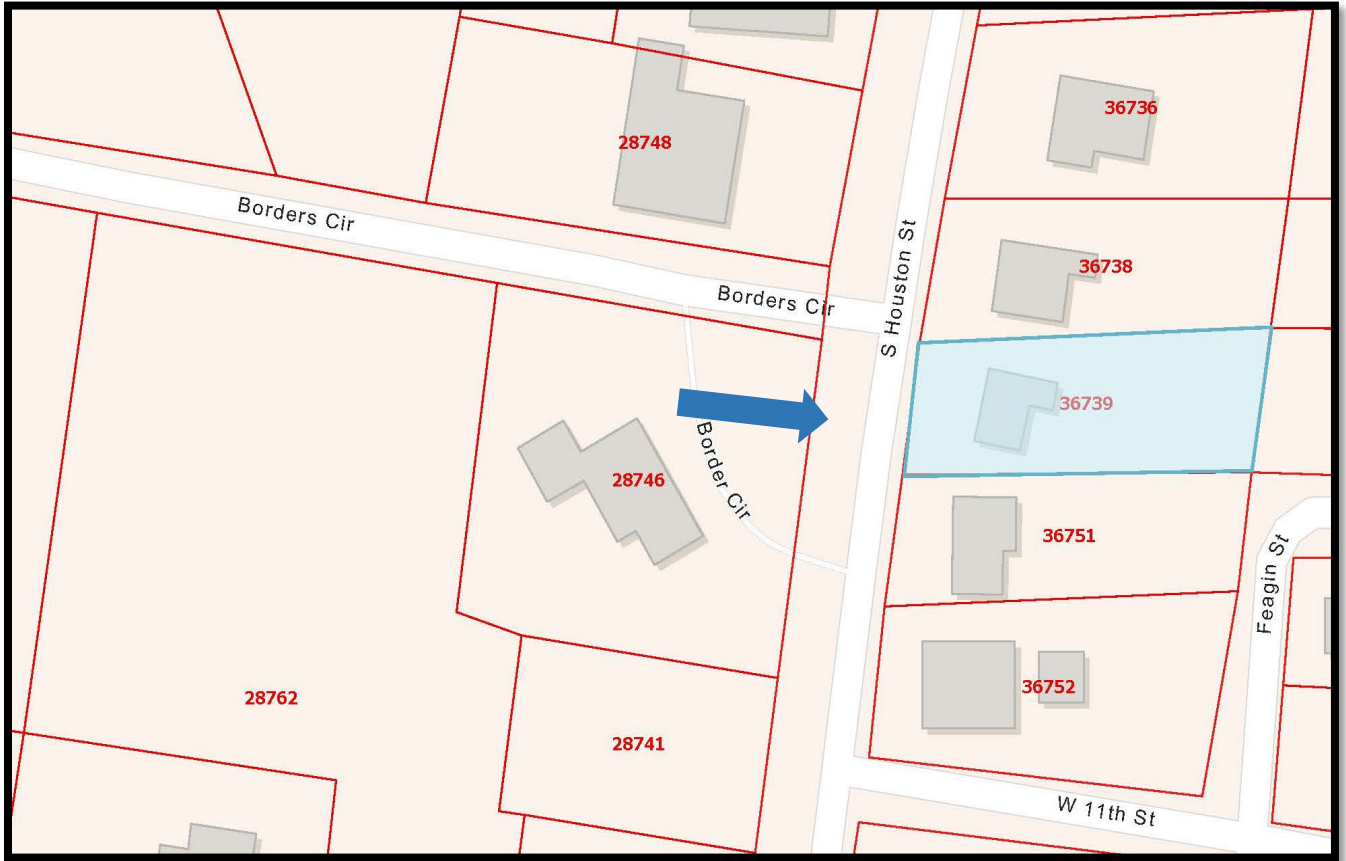 36736
28748
Borders Cir
S Houston St
36738
Borders Cir
36739
Border Cir
28746
36751
Feagin St
36752
28762
28741
W 11th St